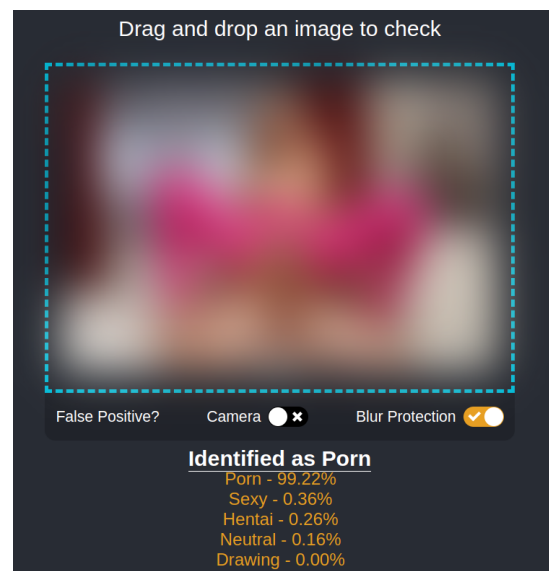 Drag and drop an image to check
False Positive? Camera Blur Protection
Identified as Porn
Porn - 99.22%
Sexy - 0.36%
Hentai - 0.26%
Neutral - 0.16%
Drawing - 0.00%